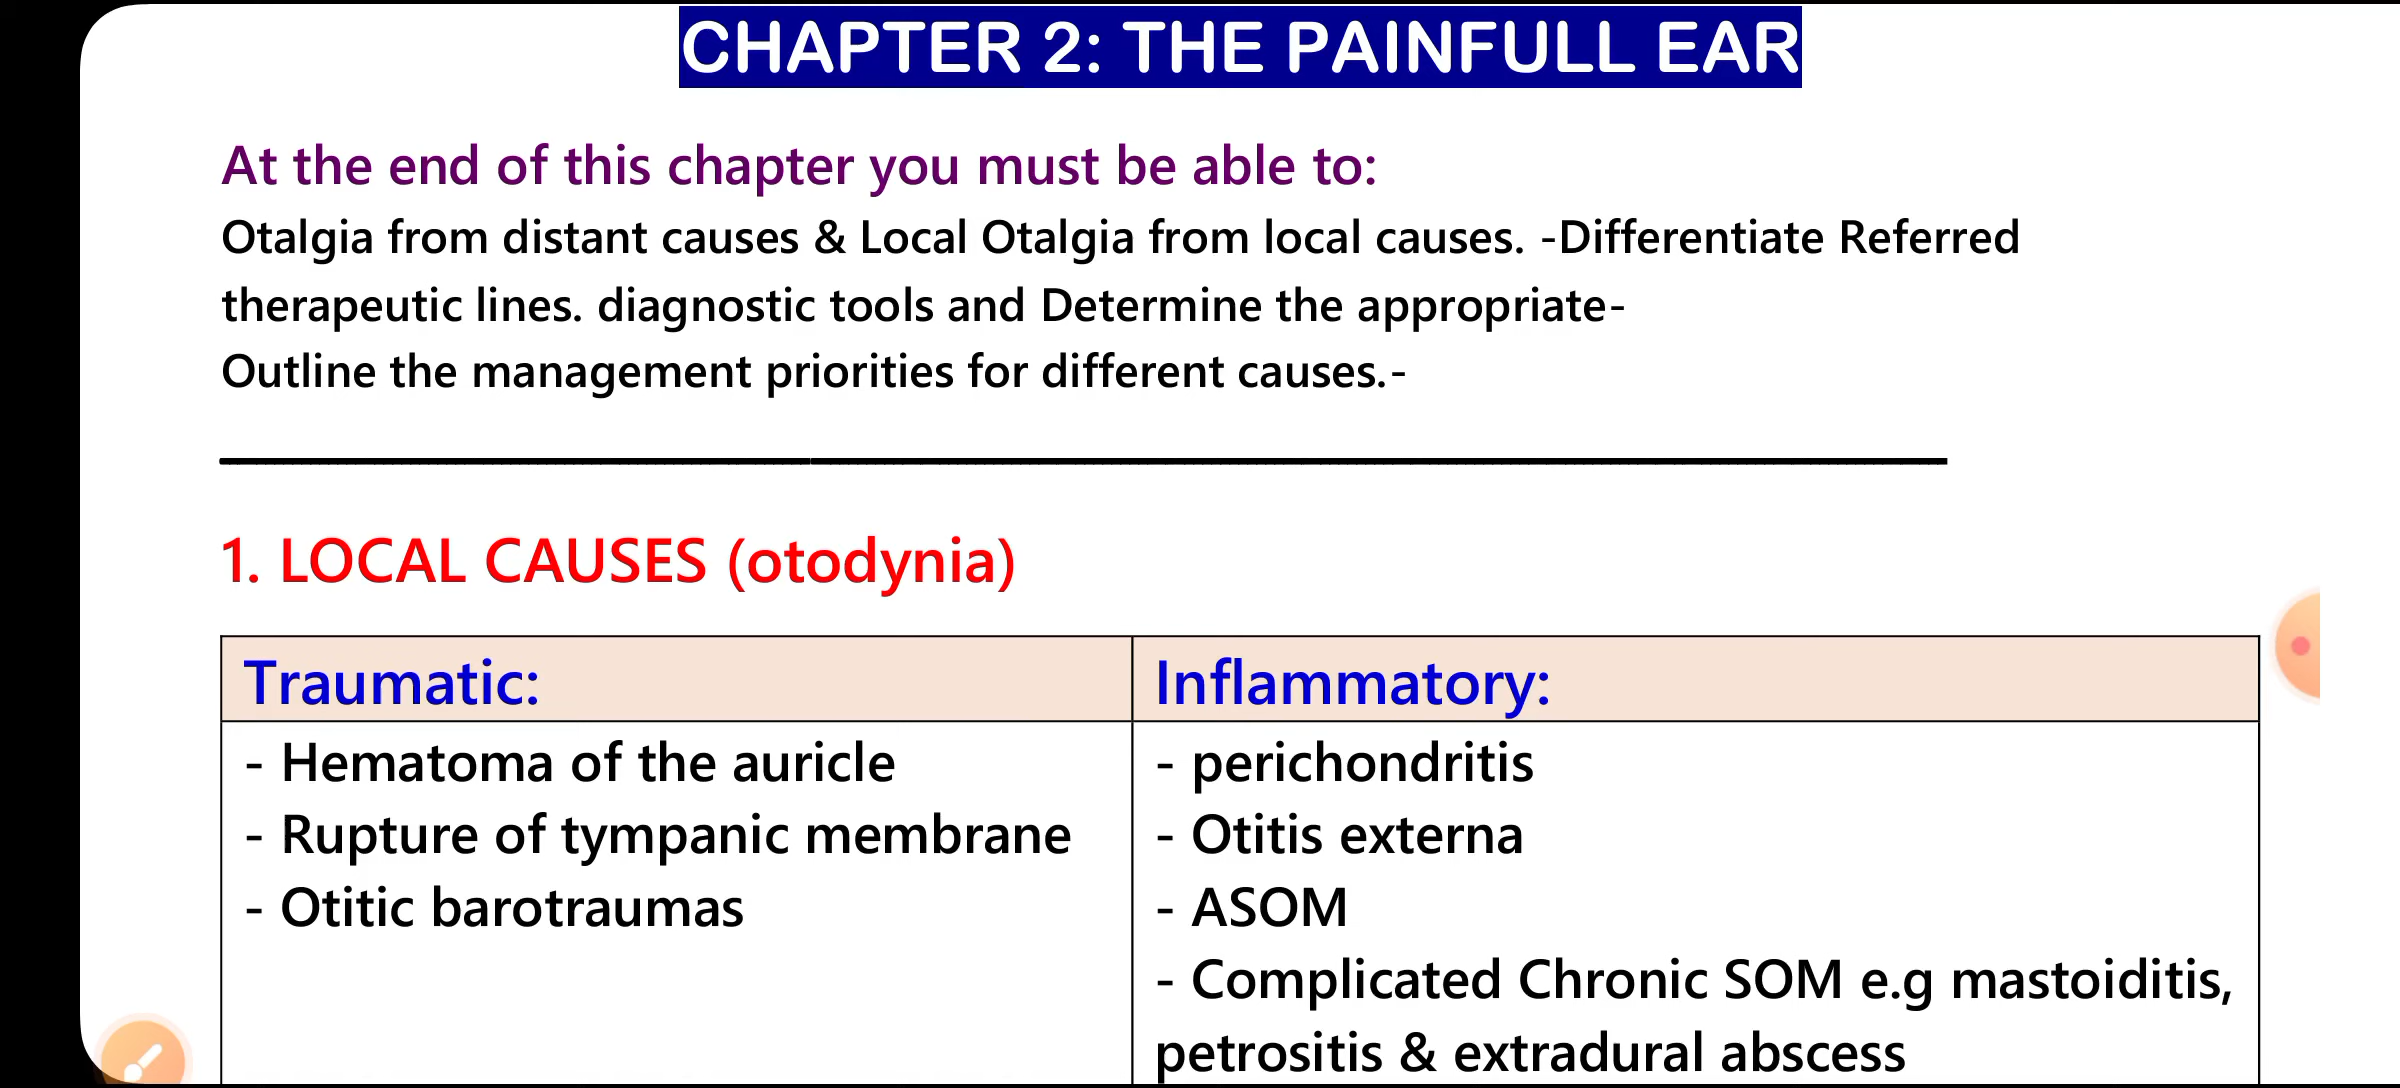 CHAPTER 2: THE PAINFULL EAR
At the end of this chapter you must be able to:
Otalgia from distant causes & Local Otalgia from local causes. -Differentiate Referred
therapeutic lines. diagnostic tools and Determine the appropriate-
Outline the management priorities for different causes.-
1. LOCAL CAUSES (otodynia)
Traumatic:
- Hematoma of the auricle
- Rupture of tympanic membrane
- Otitic barotraumas
Inflammatory:
- perichondritis
- Otitis externa
- ASOM
- Complicated Chronic SOM e.g mastoiditis,
petrositis & extradural abscess